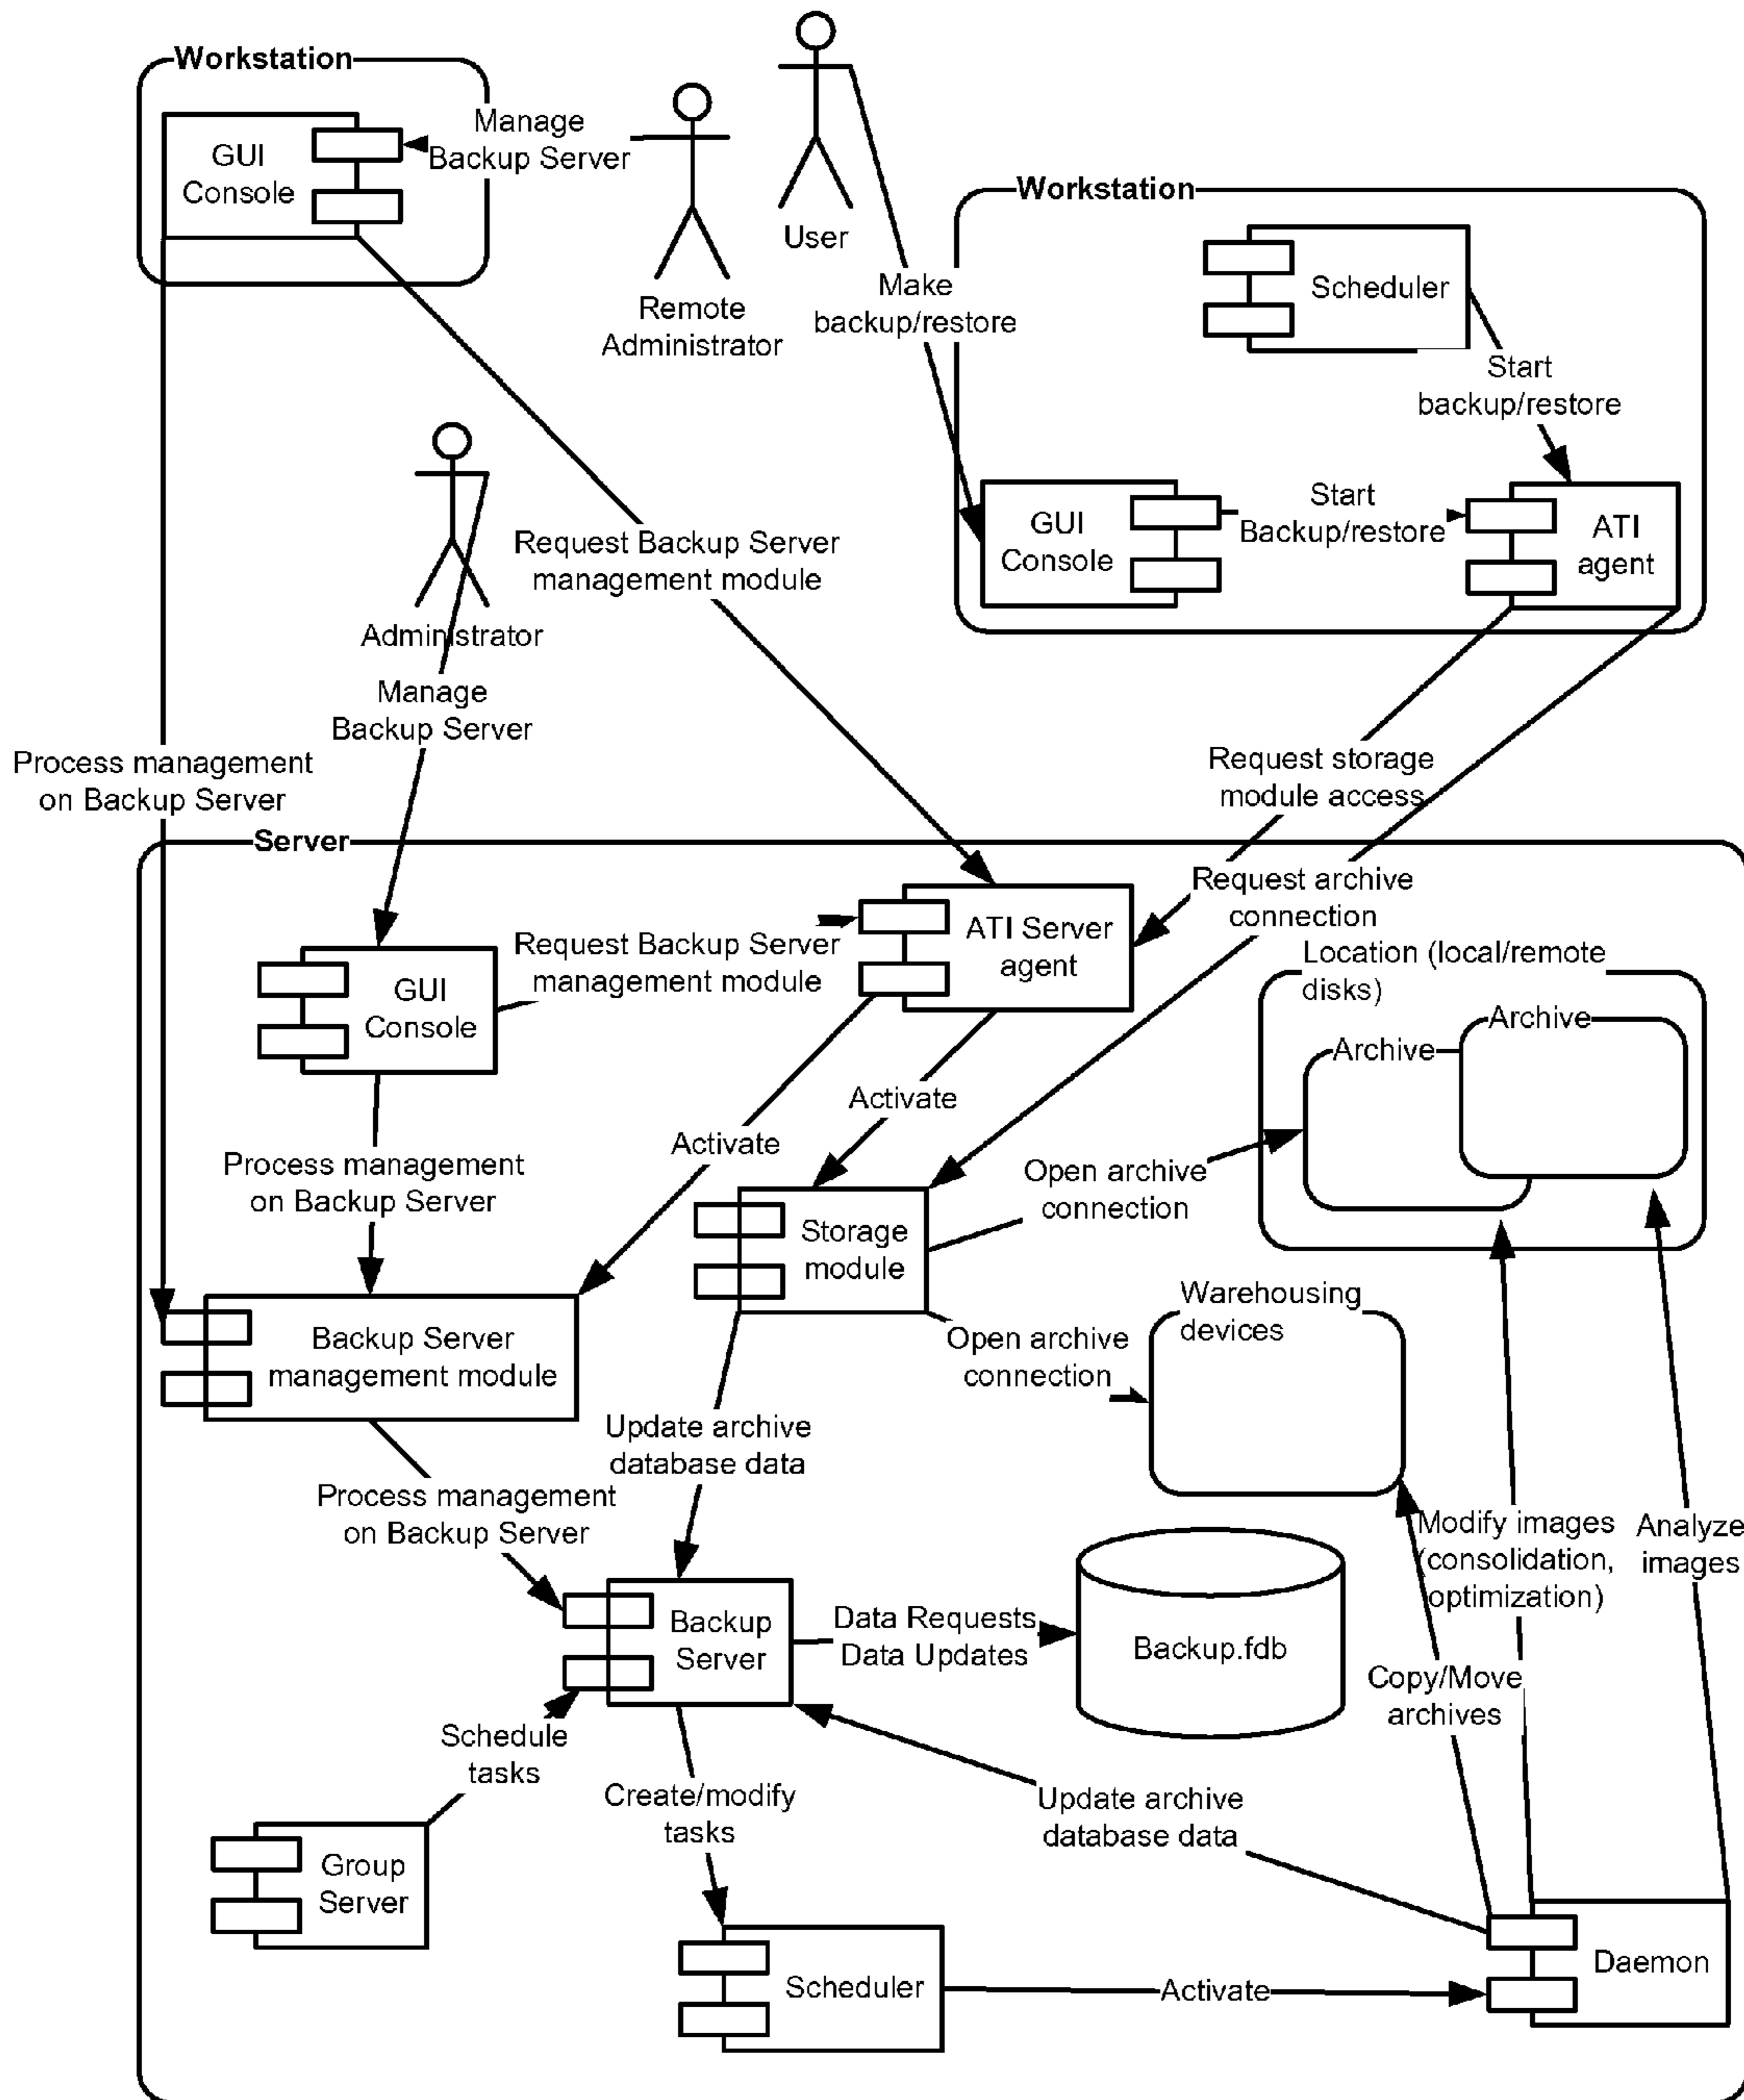 Workstation
GUI
Console
Manage
Backup Server
Remote
Administrator
User
Make
backup/restore
Workstation
Scheduler
Start
backup/restore
GUI
Console
Start
Backup/restore
ATI
agent
Administrator
Manage
Backup Server
Request Backup Server
management module
Process management
on Backup Server
Request storage
module access
Server
Request archive
connection
GUI
Console
Request Backup Server
management module
ATI Server
agent
Location (local/remote
disks)
Archive
Archive
Activate
Activate
Process management
on Backup Server
Open archive
connection
Storage
module
Backup Server
management module
Open archive
connection
Warehousing
devices
Update archive
database data
Process management
on Backup Server
Modify images
(consolidation,
optimization)
Analyze
images
Backup
Server
Data Requests
Data Updates
Backup.fdb
Copy/Move
archives
Schedule
tasks
Create/modify
tasks
Update archive
database data
Group
Server
Scheduler
Activate
Daemon